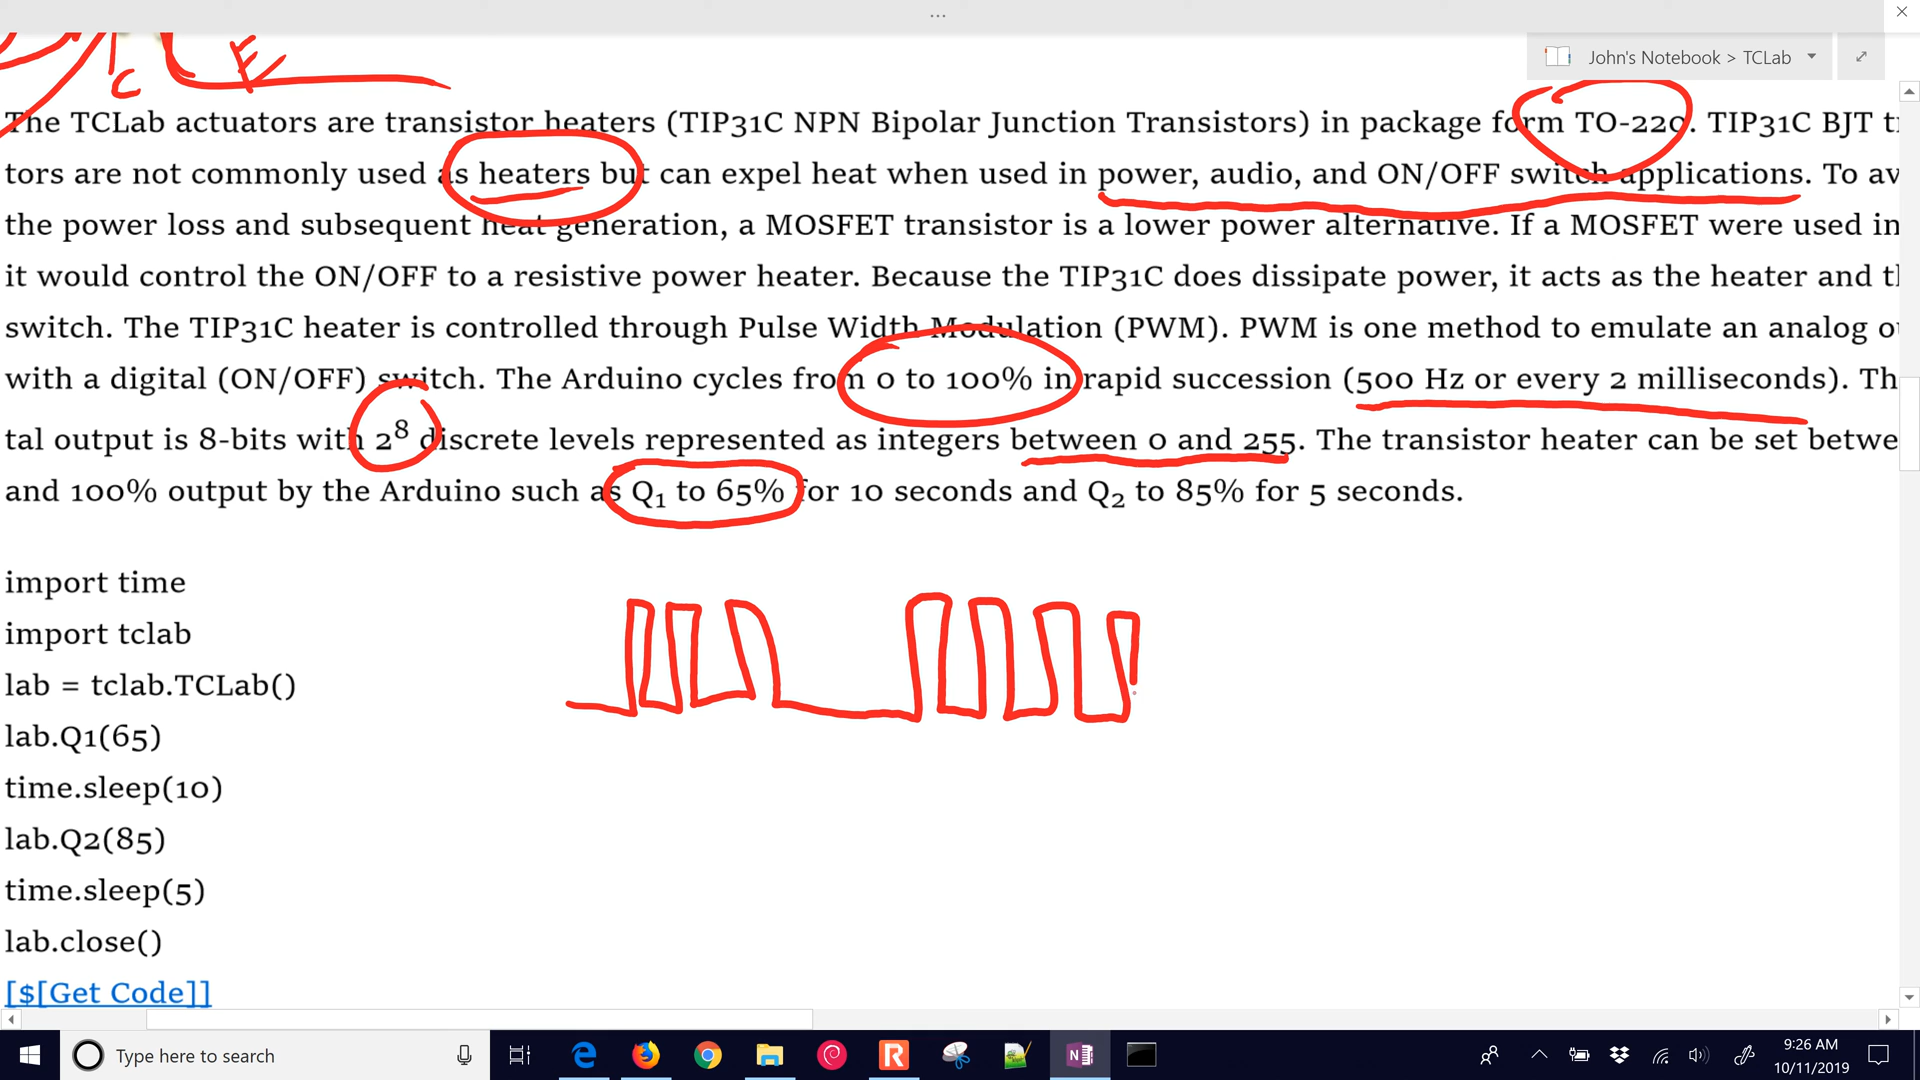 ...
John's Notebook > TCLab
C E
The TCLab actuators are transistor heaters (TIP31C NPN Bipolar Junction Transistors) in package form TO-220. TIP31C BJT
tors are not commonly used as heaters but can expel heat when used in power, audio, and ON/OFF switch applications. To
the power loss and subsequent heat generation, a MOSFET transistor is a lower power alternative. If a MOSFET were used in
it would control the ON/OFF to a resistive power heater. Because the TIP31C does dissipate power, it acts as the heater and
switch. The TIP31C heater is controlled through Pulse Width Modulation (PWM). PWM is one method to emulate an analog
with a digital (ON/OFF) switch. The Arduino cycles from 0 to 100% in rapid succession (500 Hz or every 2 milliseconds).
tal output is 8-bits with 2⁸ discrete levels represented as integers between 0 and 255. The transistor heater can be set
and 100% output by the Arduino such as Q₁ to 65% for 10 seconds and Q₂ to 85% for 5 seconds.
import time
import tclab
lab = tclab.TCLab()
lab.Q1(65)
time.sleep(10)
lab.Q2(85)
time.sleep(5)
lab.close()
[$[Get Code]]
Type here to search
9:26 AM
10/11/2019